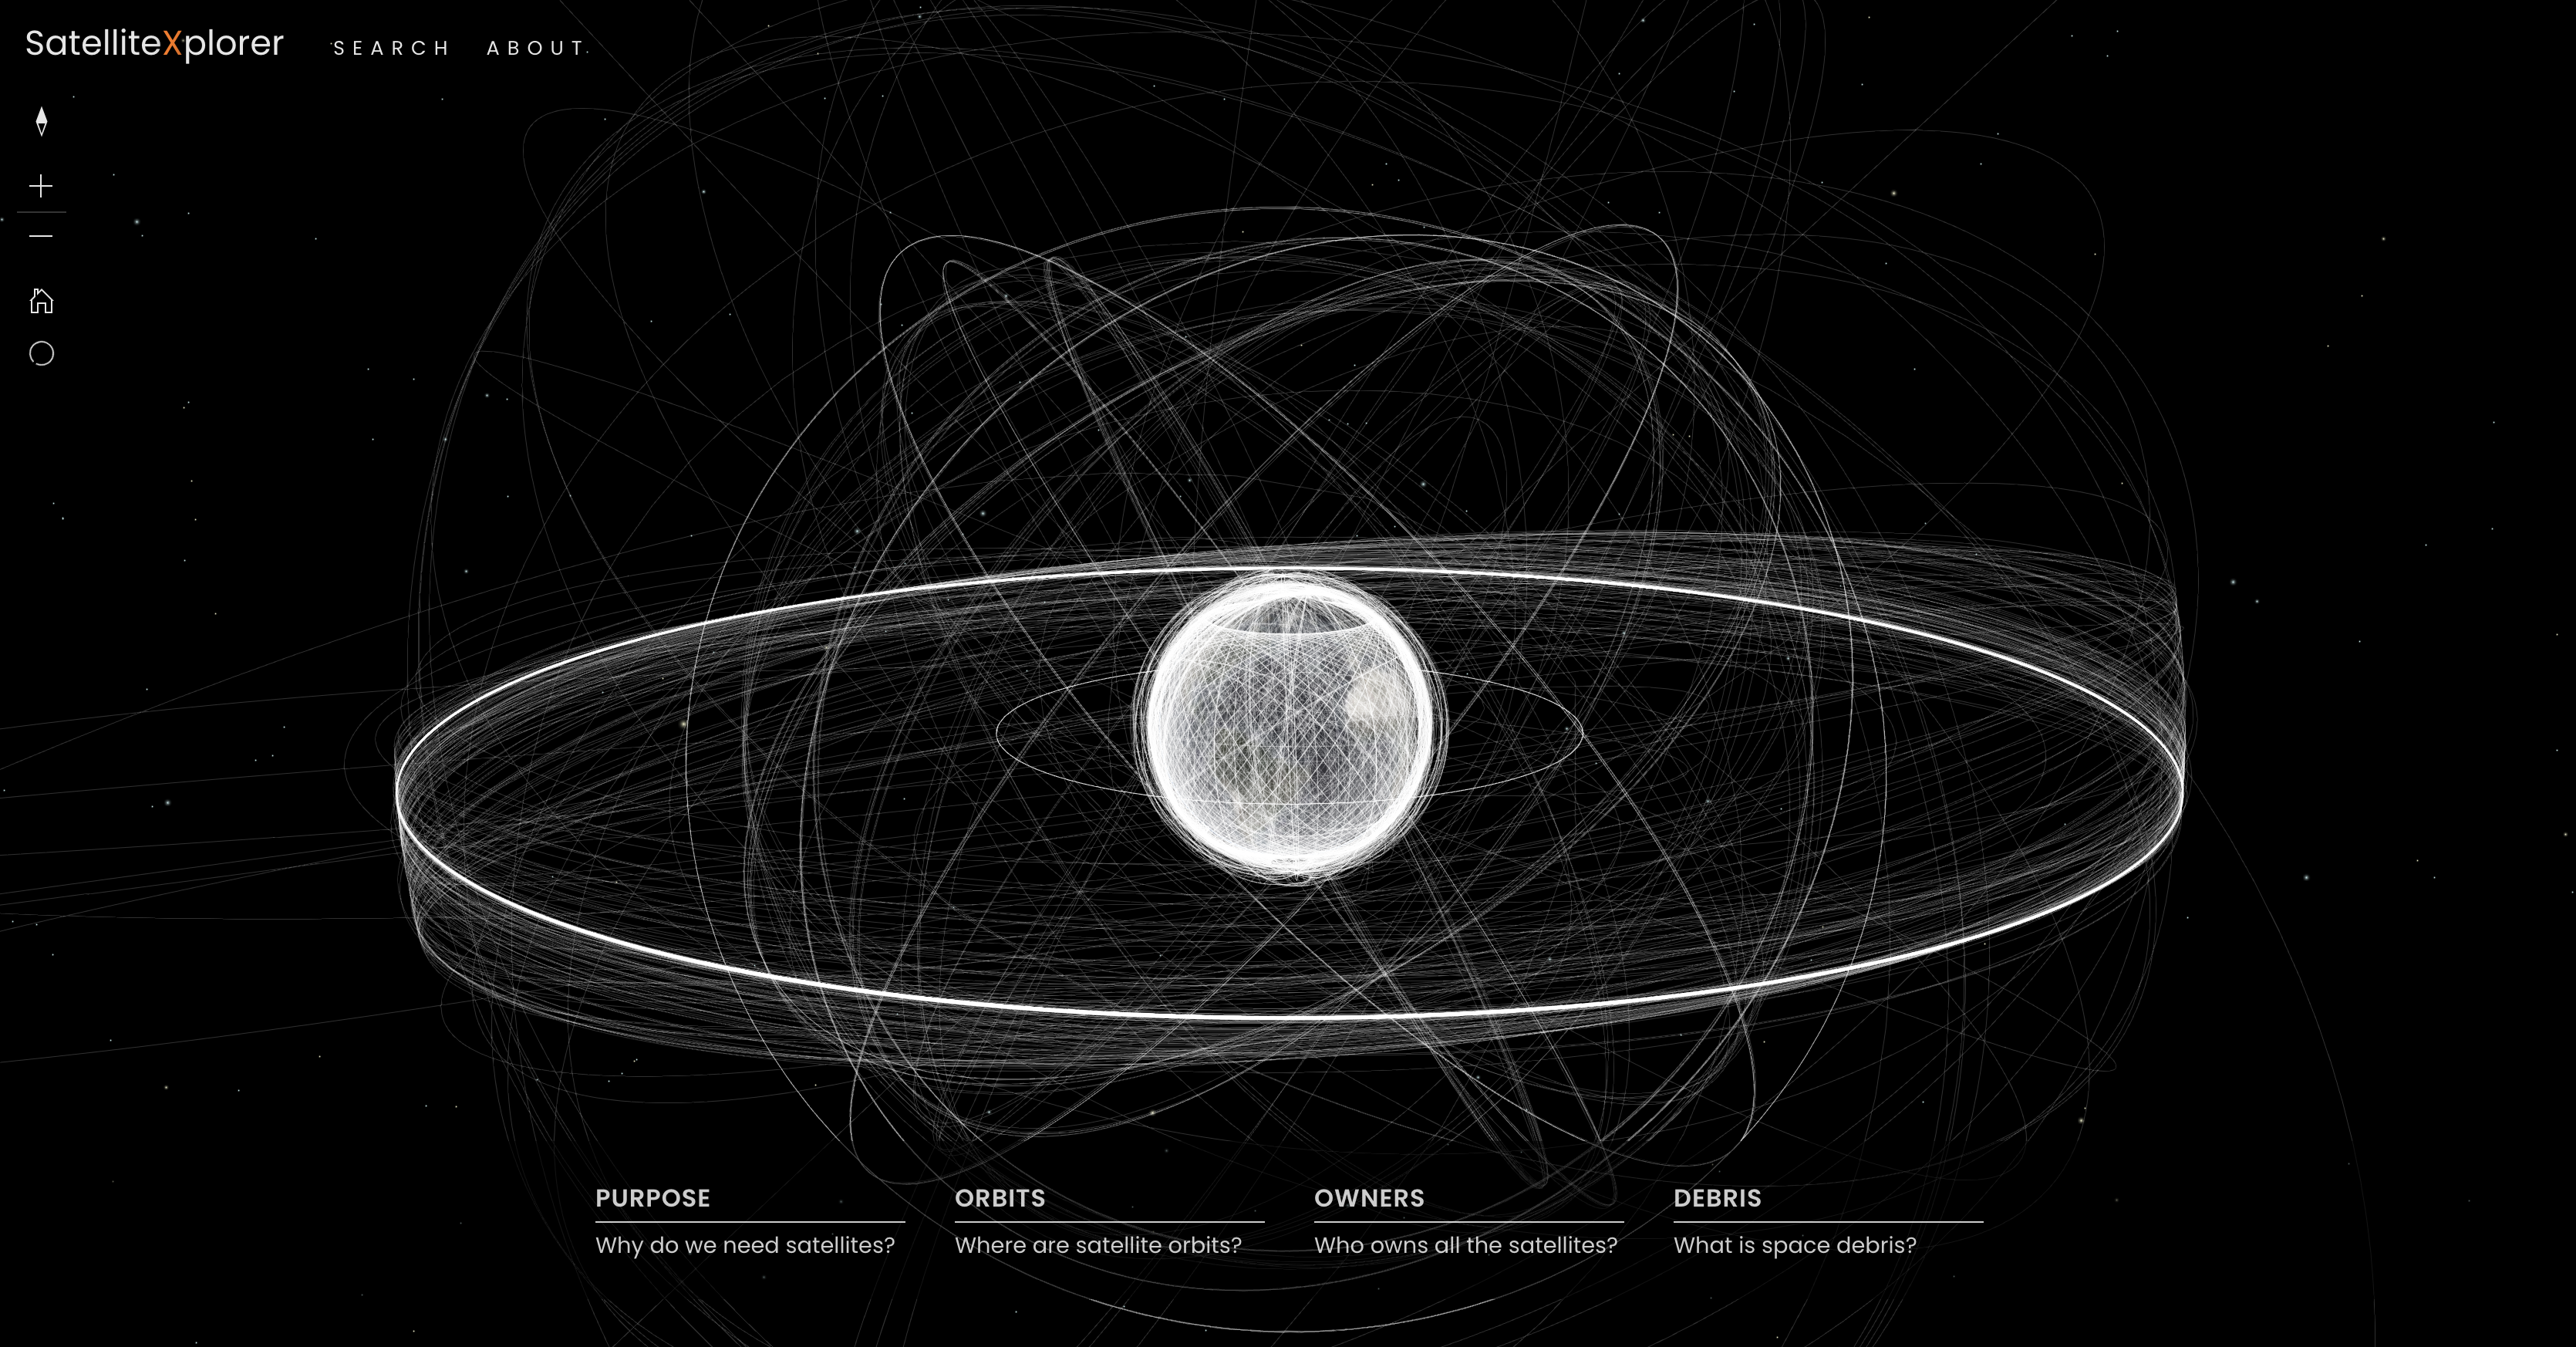 SatelliteXplorer
SEARCH ABOUT
PURPOSE
Why do we need satellites?
ORBITS
Where are satellite orbits?
OWNERS
Who owns all the satellites?
DEBRIS
What is space debris?